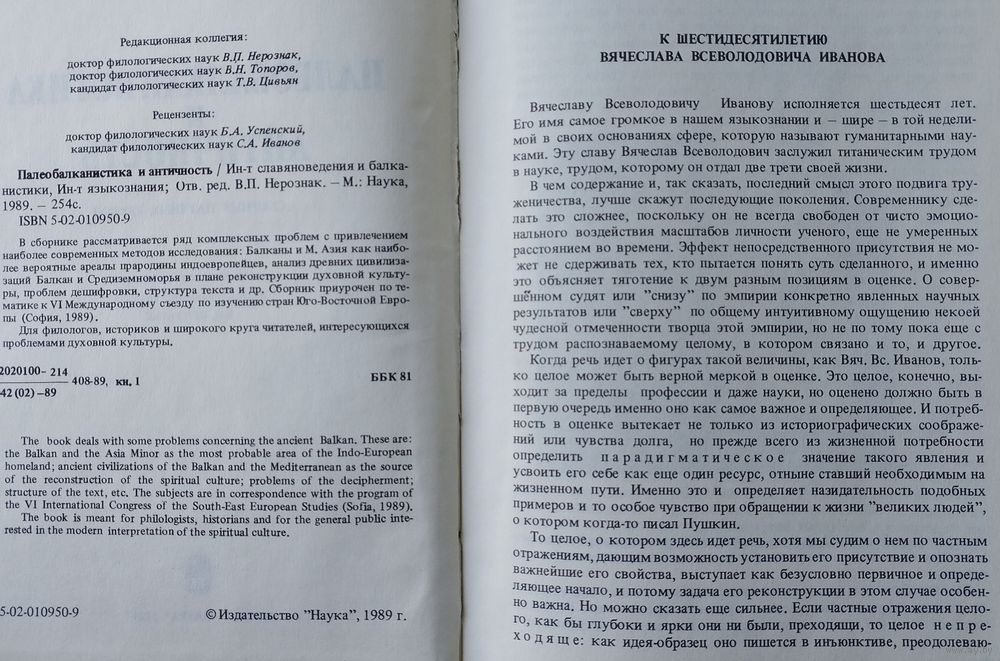 Редакционная коллегия:
доктор филологических наук В.П. Нерознак,
доктор филологических наук В.Н. Топоров,
кандидат филологических наук Т.В. Цивьян
Рецензенты:
доктор филологических наук Б.А. Успенский,
кандидат филологических наук С.А. Иванов
Палеобалканистика и античность / Ин-т славяноведения и балка-
нистики, Ин-т языкознания; Отв. ред. В.П. Нерознак. – М.: Наука,
1989. – 254с.
ISBN 5-02-010950-9
В сборнике рассматривается ряд комплексных проблем с привлечением
наиболее современных методов исследования: Балканы и М. Азия как наибо-
лее вероятные ареалы прародины индоевропейцев, анализ древних цивилиза-
заций Балкан и Средиземноморья в плане реконструкции духовной культу-
ры, проблем дешифровки, структура текста и др. Сборник приурочен по те-
матике к VI Международному съезду по изучению стран Юго-Восточной Евро-
пы (София, 1989).
Для филологов, историков и широкого круга читателей, интересующихся
проблемами духовной культуры.
2020100– 214
408-89, кн. 1
42 (02) –89
ББК 81
The book deals with some problems concerning the ancient Balkan. These are:
the Balkan and the Asia Minor as the most probable area of the Indo-European
homeland; ancient civilizations of the Balkan and the Mediterranean as the source
of the reconstruction of the spiritual culture; problems of the decipherment;
structure of the text, etc. The subjects are in correspondence with the program of
the VI International Congress of the South-East European Studies (Sofia, 1989).
The book is meant for philologists, historians and for the general public inte-
rested in the modern interpretation of the spiritual culture.
5-02-010950-9
© Издательство "Наука", 1989 г.
К ШЕСТИДЕСЯТИЛЕТИЮ
ВЯЧЕСЛАВА ВСЕВОЛОДОВИЧА ИВАНОВА
Вячеславу Всеволодовичу Иванову исполняется шестьдесят лет.
Его имя самое громкое в нашем языкознании и – шире – в той недели-
мой в своих основаниях сфере, которую называют гуманитарными нау-
ками. Эту славу Вячеслав Всеволодович заслужил титаническим трудом
в науке, трудом, которому он отдал две трети своей жизни.
В чем содержание и, так сказать, последний смысл этого подвига тру-
женичества, лучше скажут последующие поколения. Современнику сде-
лать это сложнее, поскольку он не всегда свободен от чисто эмоцио-
нального воздействия масштабов личности ученого, еще не умеренных
расстоянием во времени. Эффект непосредственного присутствия не мо-
жет не сдерживать тех, кто пытается понять суть сделанного, и именно
это объясняет тяготение к двум разным позициям в оценке. О совер-
шённом судят или "снизу" по эмпирии конкретно явленных научных
результатов или "сверху" по общему интуитивному ощущению некоей
чудесной отмеченности творца этой эмпирии, но не по тому пока еще с
трудом распознаваемому целому, в котором связано и то, и другое.
Когда речь идет о фигурах такой величины, как Вяч. Вс. Иванов, толь-
ко целое может быть верной меркой в оценке. Это целое, конечно, вы-
ходит за пределы профессии и даже науки, но оценено должно быть в
первую очередь именно оно как самое важное и определяющее. И потреб-
ность в оценке вытекает не только из историографических соображе-
ний или чувства долга, но прежде всего из жизненной потребности
определить парадигматическое значение такого явления и
усвоить его себе как еще один ресурс, отныне ставший необходимым на
жизненном пути. Именно это и определяет назидательность подобных
примеров и то особое чувство при обращении к жизни "великих людей",
о котором когда-то писал Пушкин.
То целое, о котором здесь идет речь, хотя мы судим о нем по частным
отражениям, дающим возможность установить его присутствие и опознать
важнейшие его свойства, выступает как безусловно первичное и опреде-
ляющее начало, и потому задача его реконструкции в этом случае особен-
но важна. Но можно сказать еще сильнее. Если частные отражения цело-
го, как бы глубоки и ярки они ни были, преходящи, то целое непре-
ходяще: как идея-образ оно пишется в инъюнктиве, преодолеваю-